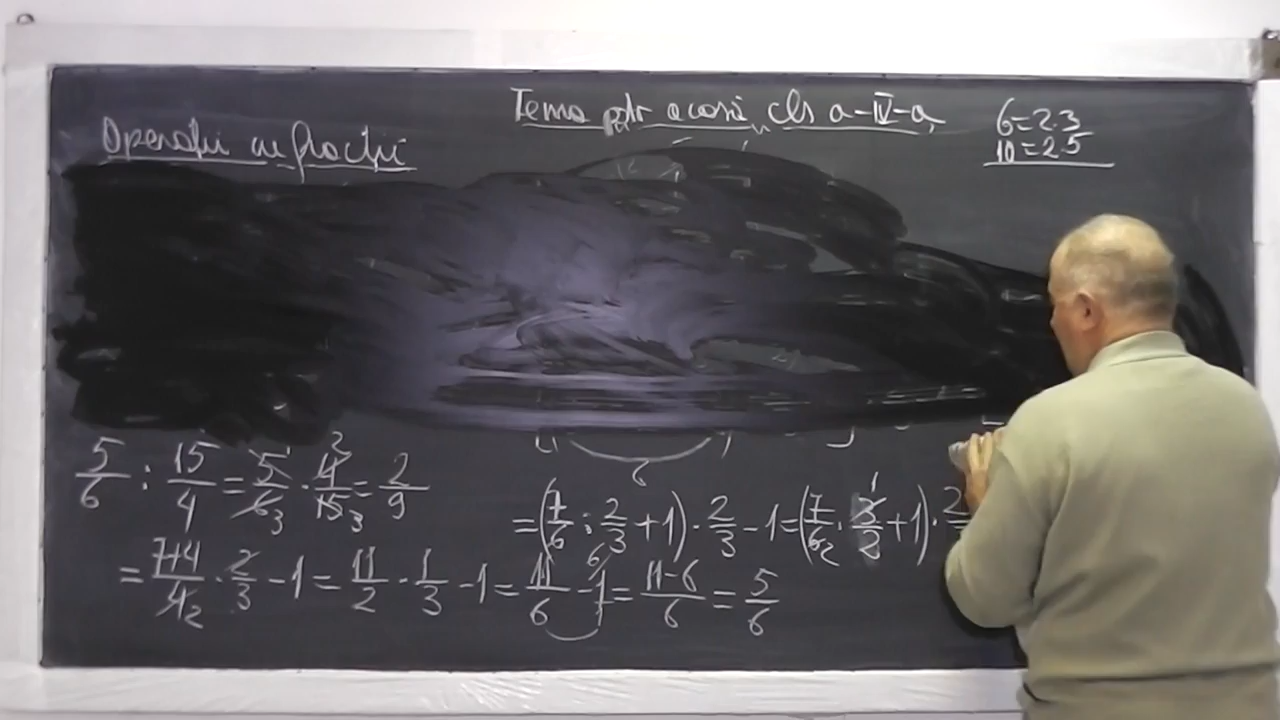 Tema ptr acasă, cls a-IV-a,
6=2·3
10=2·5
Operații cu fracții
5/6 : 15/4 = 5/6 · 4/15 = 2/9
=(7/6 : 2/3 +1)· 2/3 -1=(7/6 · 3/2 +1)· 2
= 7+4/4 · 2/3 -1= 11/2 · 1/3 -1= 11/6 - 1/1 = 11-6/6 = 5/6